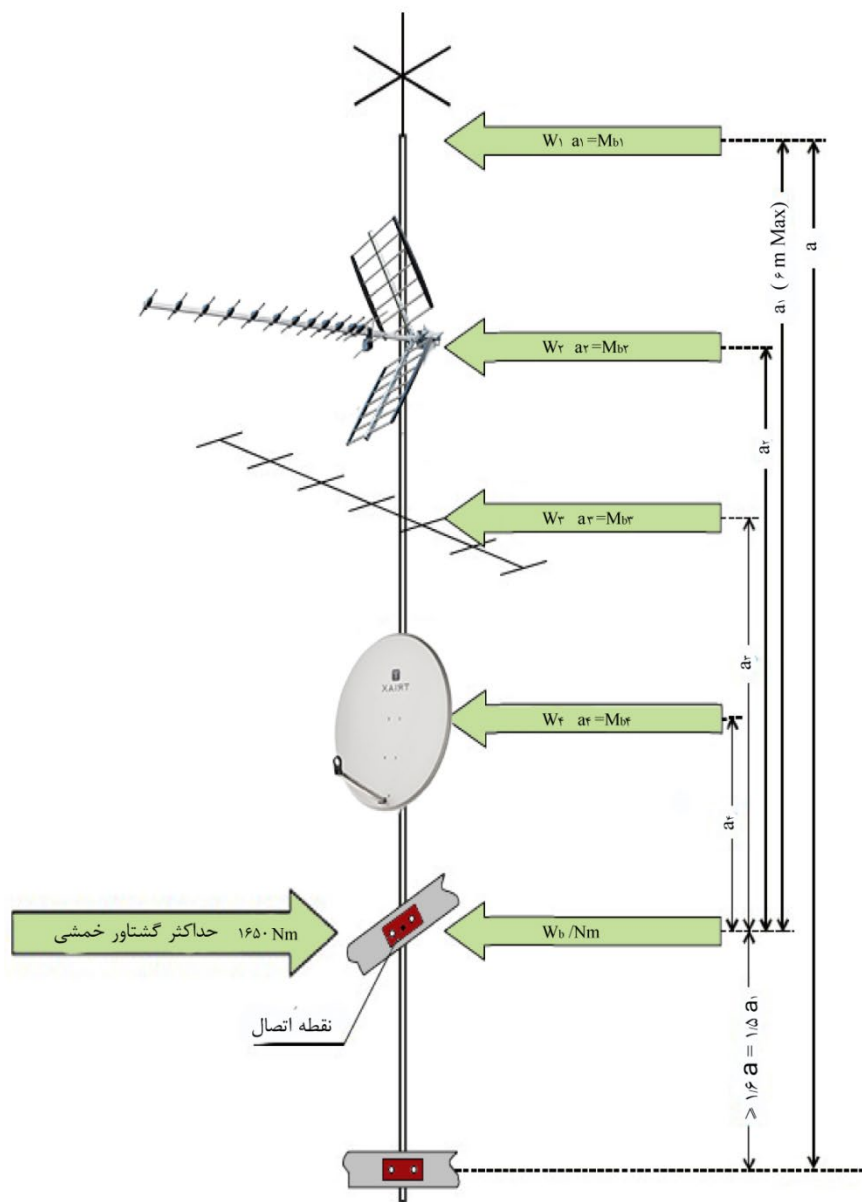 W۱ a۱ =Mb۱
a
a۱ ( ۶ m Max)
W۲ a۲ =Mb۲
a۲
W۳ a۳ =Mb۳
a۳
TRIAX
W۴ a۴ =Mb۴
a۴
حداکثر گشتاور خمشی ۱۶۵۰ Nm
Wb /Nm
نقطه اتصال
> ۱/۶ a = ۱/۵ a۱